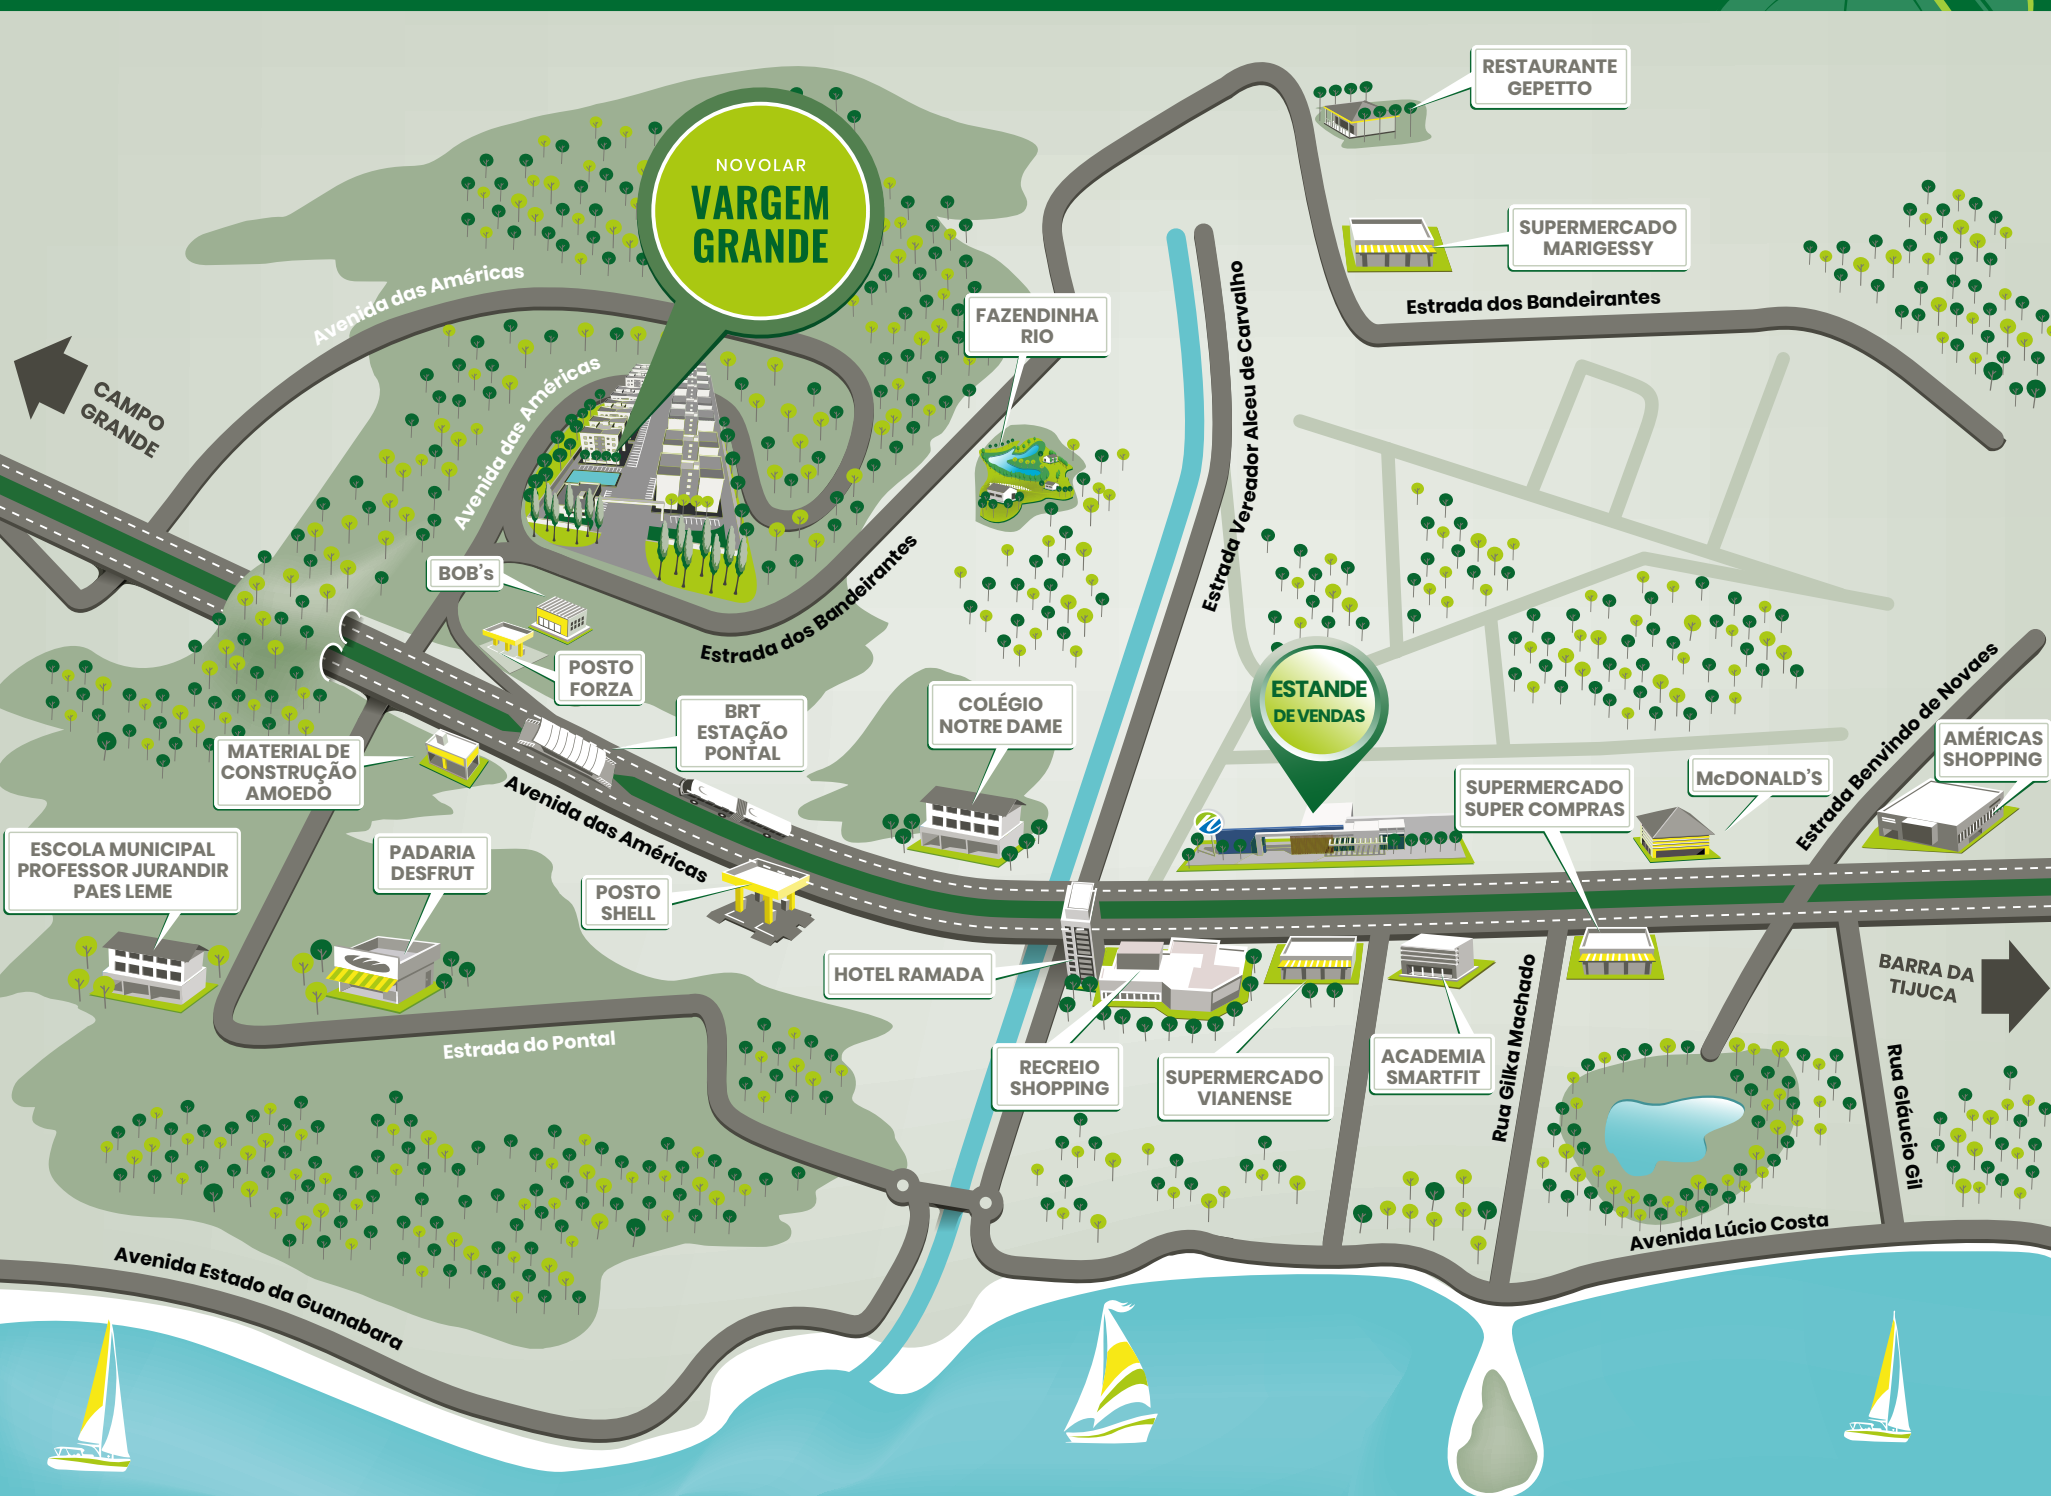 RESTAURANTE
GEPETTO
NOVOLAR
VARGEM
GRANDE
SUPERMERCADO
MARIGESSY
Avenida das Américas
Estrada dos Bandeirantes
FAZENDINHA
RIO
Estrada Vereador Alceu de Carvalho
CAMPO
GRANDE
Avenida das Américas
BOB's
Estrada dos Bandeirantes
POSTO
FORZA
ESTANDE
DE VENDAS
Estrada Benvindo de Novaes
BRT
ESTAÇÃO
PONTAL
COLÉGIO
NOTRE DAME
MATERIAL DE
CONSTRUÇÃO
AMOEDO
AMÉRICAS
SHOPPING
McDONALD'S
SUPERMERCADO
SUPER COMPRAS
Avenida das Américas
ESCOLA MUNICIPAL
PROFESSOR JURANDIR
PAES LEME
PADARIA
DESFRUT
POSTO
SHELL
HOTEL RAMADA
BARRA DA
TIJUCA
Rua Gilka Machado
Estrada do Pontal
RECREIO
SHOPPING
SUPERMERCADO
VIANENSE
ACADEMIA
SMARTFIT
Rua Gláucio Gil
Avenida Lúcio Costa
Avenida Estado da Guanabara